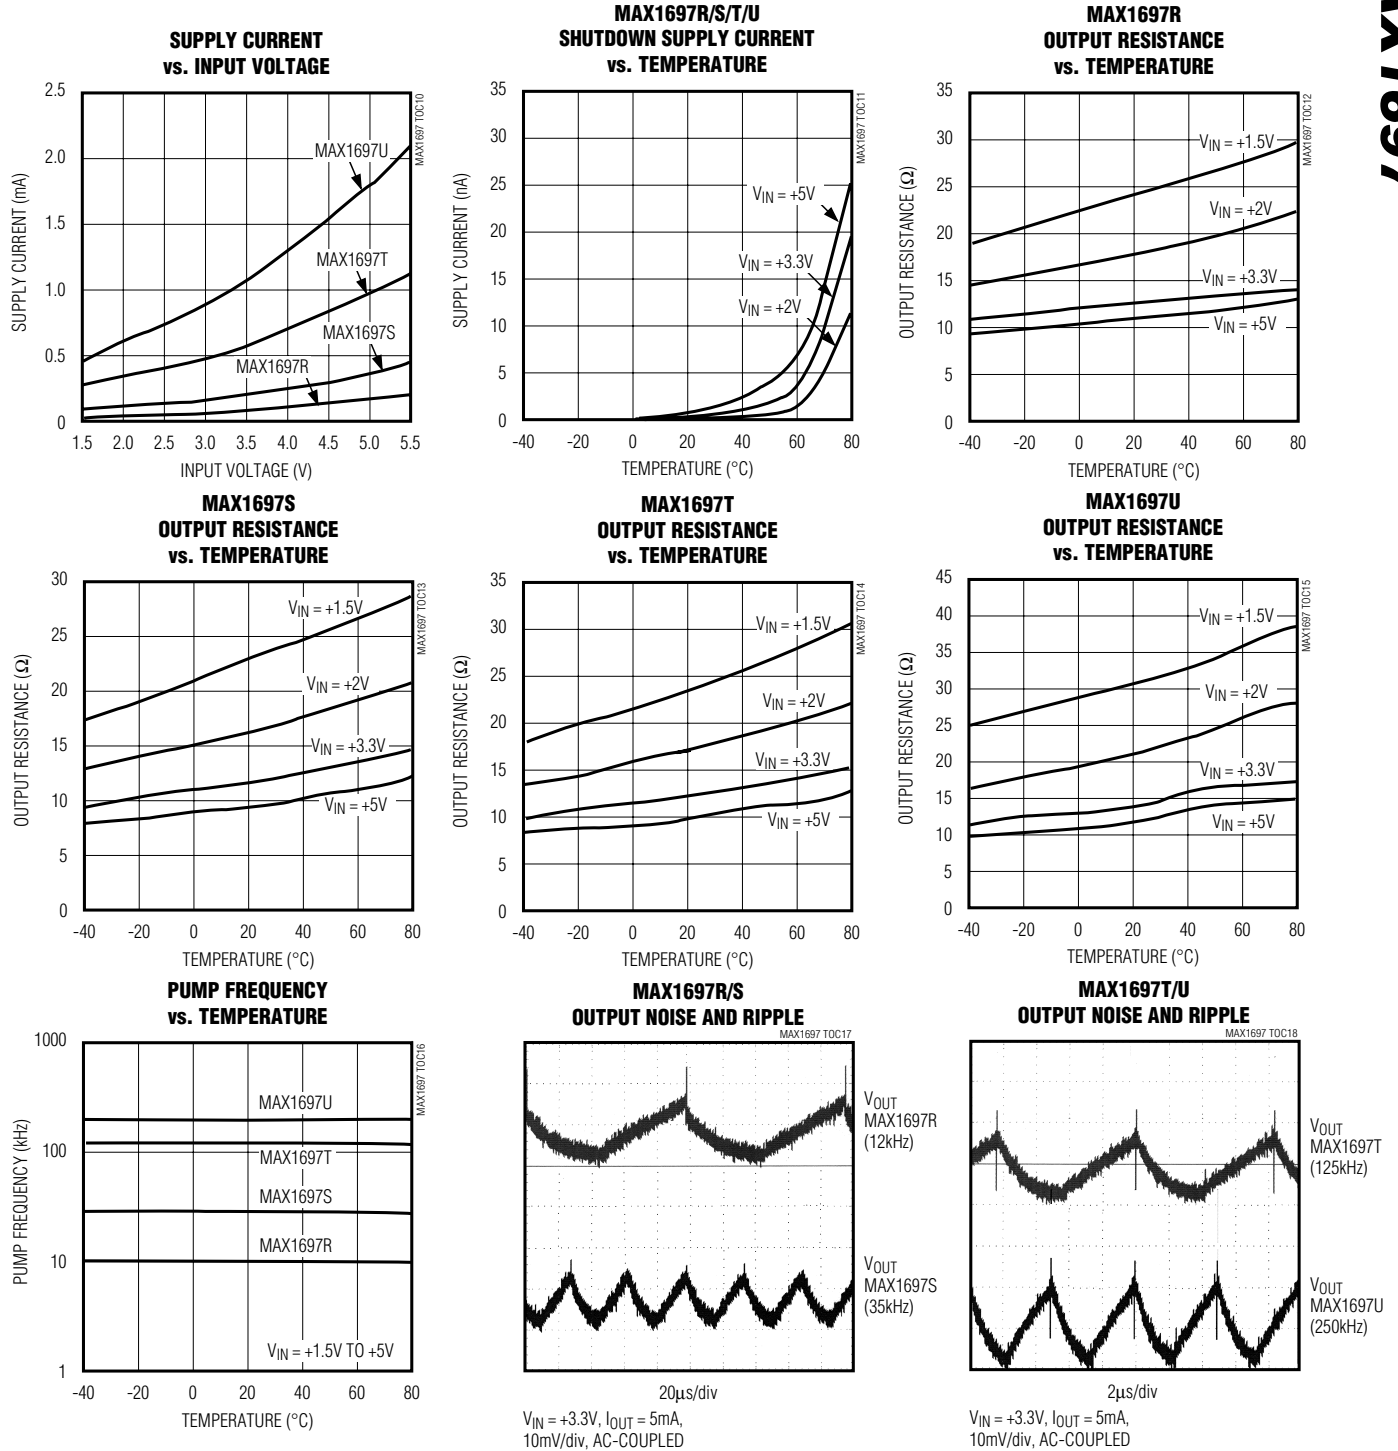 SUPPLY CURRENT
vs. INPUT VOLTAGE
MAX1697 TOC10
SUPPLY CURRENT (mA)
2.5
2.0
1.5
1.0
0.5
0
MAX1697U
MAX1697T
MAX1697S
MAX1697R
1.5 2.0 2.5 3.0 3.5 4.0 4.5 5.0 5.5
INPUT VOLTAGE (V)
MAX1697R/S/T/U
SHUTDOWN SUPPLY CURRENT
vs. TEMPERATURE
MAX1697 TOC11
SUPPLY CURRENT (nA)
35
30
25
20
15
10
5
0
VIN = +5V
VIN = +3.3V
VIN = +2V
-40 -20 0 20 40 60 80
TEMPERATURE (°C)
MAX1697R
OUTPUT RESISTANCE
vs. TEMPERATURE
MAX1697 TOC12
OUTPUT RESISTANCE (Ω)
35
30
25
20
15
10
5
0
VIN = +1.5V
VIN = +2V
VIN = +3.3V
VIN = +5V
-40 -20 0 20 40 60 80
TEMPERATURE (°C)
MAX1697S
OUTPUT RESISTANCE
vs. TEMPERATURE
MAX1697 TOC13
OUTPUT RESISTANCE (Ω)
30
25
20
15
10
5
0
VIN = +1.5V
VIN = +2V
VIN = +3.3V
VIN = +5V
-40 -20 0 20 40 60 80
TEMPERATURE (°C)
MAX1697T
OUTPUT RESISTANCE
vs. TEMPERATURE
MAX1697 TOC14
OUTPUT RESISTANCE (Ω)
35
30
25
20
15
10
5
0
VIN = +1.5V
VIN = +2V
VIN = +3.3V
VIN = +5V
-40 -20 0 20 40 60 80
TEMPERATURE (°C)
MAX1697U
OUTPUT RESISTANCE
vs. TEMPERATURE
MAX1697 TOC15
OUTPUT RESISTANCE (Ω)
45
40
35
30
25
20
15
10
5
0
VIN = +1.5V
VIN = +2V
VIN = +3.3V
VIN = +5V
-40 -20 0 20 40 60 80
TEMPERATURE (°C)
PUMP FREQUENCY
vs. TEMPERATURE
MAX1697 TOC16
PUMP FREQUENCY (kHz)
1000
100
10
1
MAX1697U
MAX1697T
MAX1697S
MAX1697R
VIN = +1.5V TO +5V
-40 -20 0 20 40 60 80
TEMPERATURE (°C)
MAX1697R/S
OUTPUT NOISE AND RIPPLE
MAX1697 TOC17
VOUT
MAX1697R
(12kHz)
VOUT
MAX1697S
(35kHz)
20µs/div
VIN = +3.3V, IOUT = 5mA,
10mV/div, AC-COUPLED
MAX1697T/U
OUTPUT NOISE AND RIPPLE
MAX1697 TOC18
VOUT
MAX1697T
(125kHz)
VOUT
MAX1697U
(250kHz)
2µs/div
VIN = +3.3V, IOUT = 5mA,
10mV/div, AC-COUPLED